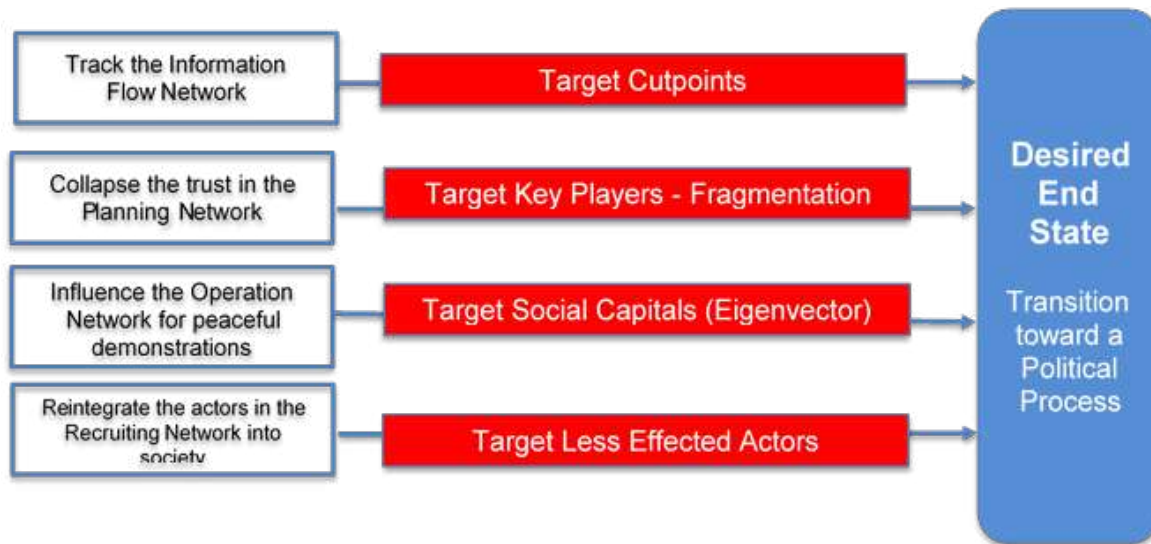 Track the Information
Flow Network
Target Cutpoints
Collapse the trust in the
Planning Network
Target Key Players - Fragmentation
Influence the Operation
Network for peaceful
demonstrations
Target Social Capitals (Eigenvector)
Reintegrate the actors in the
Recruiting Network into
society
Target Less Effected Actors
Desired
End
State
Transition
toward a
Political
Process